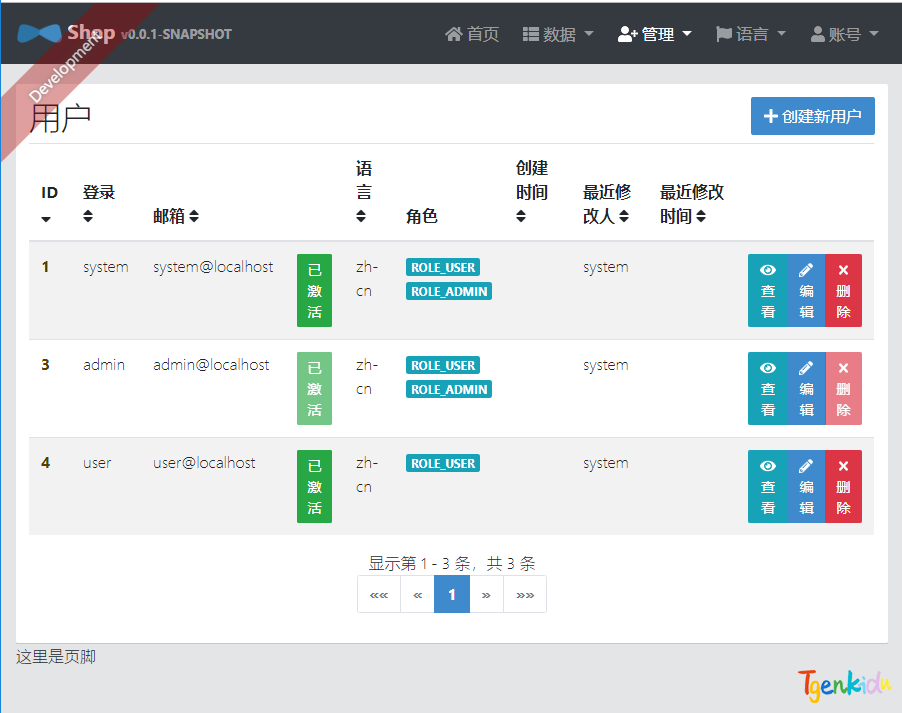 Shop v0.0.1-SNAPSHOT 首页 数据 管理 语言 账号
Development
用户 创建新用户
ID 登录 邮箱 语言 角色 创建时间 最近修改人 最近修改时间
1 system system@localhost 已激活 zh-cn ROLE_USER ROLE_ADMIN system 查看 编辑 删除
3 admin admin@localhost 已激活 zh-cn ROLE_USER ROLE_ADMIN system 查看 编辑 删除
4 user user@localhost 已激活 zh-cn ROLE_USER system 查看 编辑 删除
显示第 1 - 3 条，共 3 条
«« « 1 » »»
这里是页脚
Tgenkidu